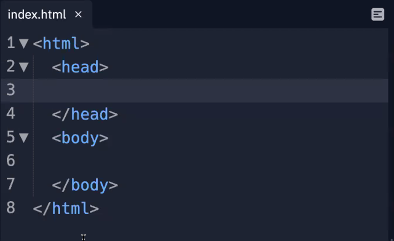 index.html ×
1 ▼ <html>
2 ▼   <head>
3
4     </head>
5 ▼   <body>
6
7     </body>
8   </html>